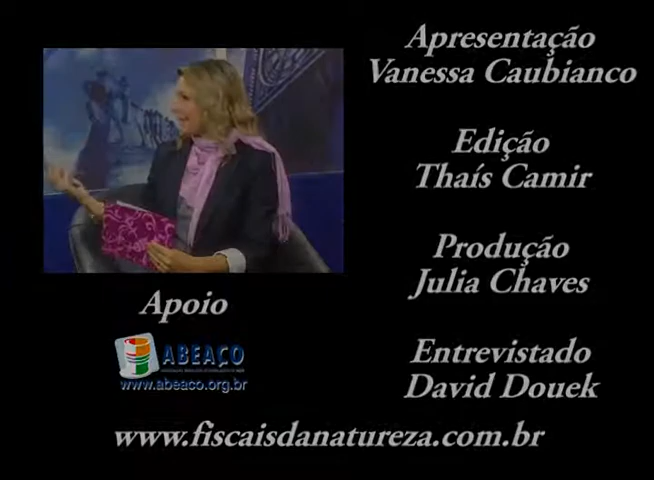 Apresentação
Vanessa Caubianco
Edição
Thaís Camir
Produção
Julia Chaves
Entrevistado
David Douek
Apoio
ABEAÇO
www.abeaco.org.br
www.fiscaisdanatureza.com.br